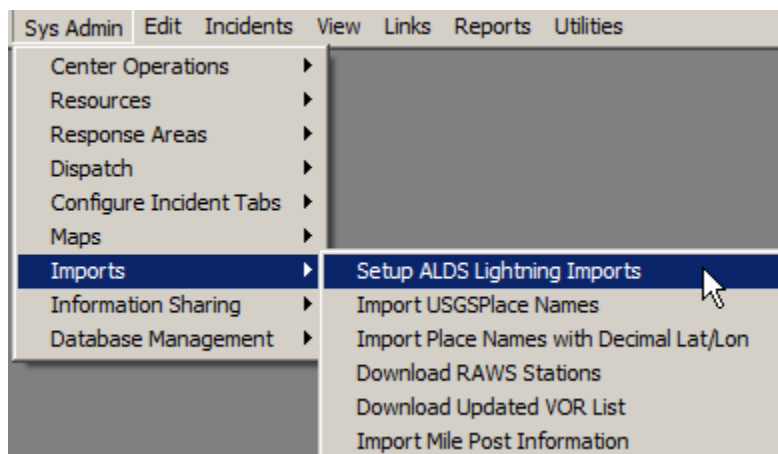 Sys Admin Edit Incidents View Links Reports Utilities
Center Operations
Resources
Response Areas
Dispatch
Configure Incident Tabs
Maps
Imports
Information Sharing
Database Management
Setup ALDS Lightning Imports
Import USGSPlace Names
Import Place Names with Decimal Lat/Lon
Download RAWS Stations
Download Updated VOR List
Import Mile Post Information